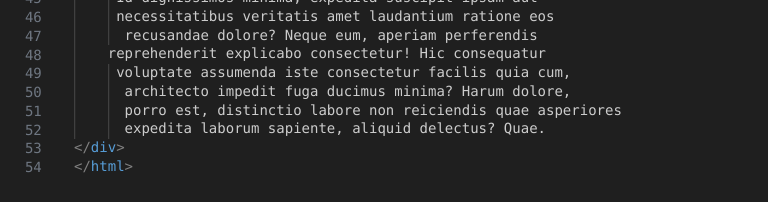 46 necessitatibus veritatis amet laudantium ratione eos
47 recusandae dolore? Neque eum, aperiam perferendis
48 reprehenderit explicabo consectetur! Hic consequatur
49 voluptate assumenda iste consectetur facilis quia cum,
50 architecto impedit fuga ducimus minima? Harum dolore,
51 porro est, distinctio labore non reiciendis quae asperiores
52 expedita laborum sapiente, aliquid delectus? Quae.
53 </div>
54 </html>